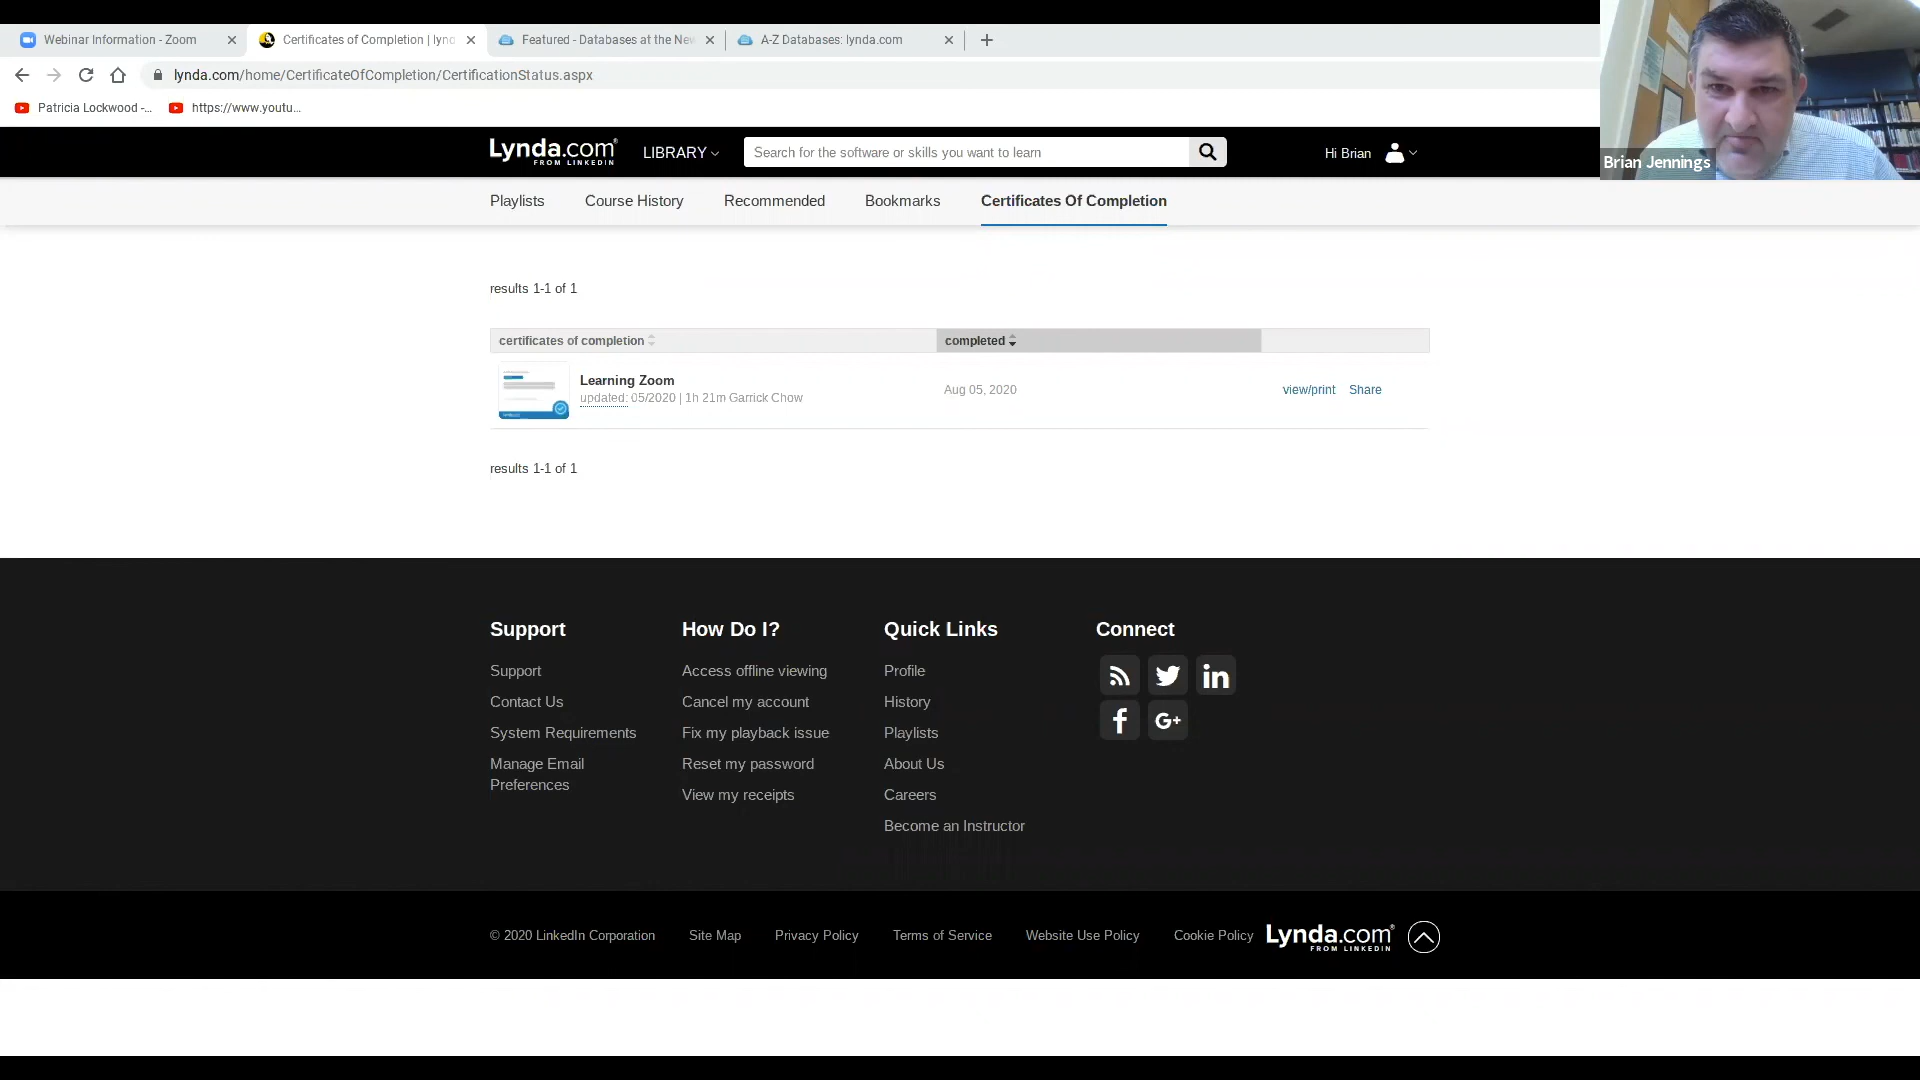 Webinar Information - Zoom
Certificates of Completion | lynd
Featured - Databases at the New
A-Z Databases: lynda.com
lynda.com/home/CertificateOfCompletion/CertificationStatus.aspx
Patricia Lockwood -...
https://www.youtu...
Brian Jennings
Lynda.com®
FROM LINKEDIN
LIBRARY
Search for the software or skills you want to learn
Hi Brian
Playlists
Course History
Recommended
Bookmarks
Certificates Of Completion
results 1-1 of 1
certificates of completion
completed
Learning Zoom
updated: 05/2020 | 1h 21m Garrick Chow
Aug 05, 2020
view/print
Share
results 1-1 of 1
Support
Support
Contact Us
System Requirements
Manage Email
Preferences
How Do I?
Access offline viewing
Cancel my account
Fix my playback issue
Reset my password
View my receipts
Quick Links
Profile
History
Playlists
About Us
Careers
Become an Instructor
Connect
in
f
G+
© 2020 LinkedIn Corporation
Site Map
Privacy Policy
Terms of Service
Website Use Policy
Cookie Policy
Lynda.com®
FROM LINKEDIN